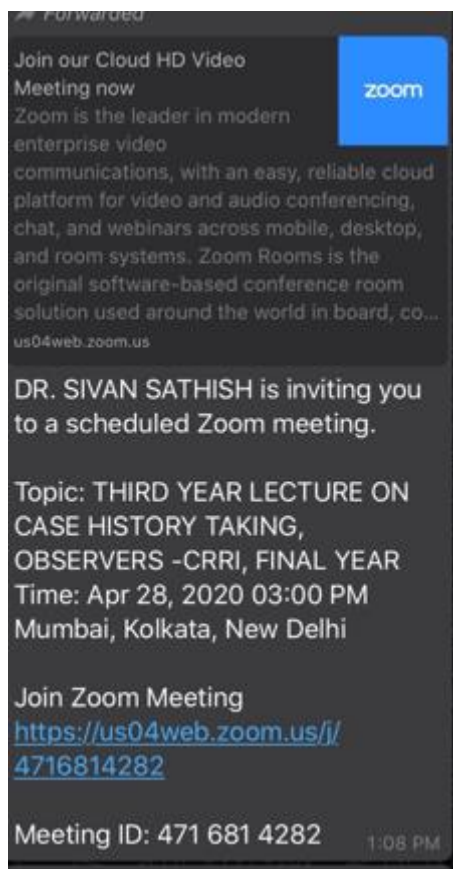 Forwarded
Join our Cloud HD Video
Meeting now
zoom
Zoom is the leader in modern
enterprise video
communications, with an easy, reliable cloud
platform for video and audio conferencing,
chat, and webinars across mobile, desktop,
and room systems. Zoom Rooms is the
original software-based conference room
solution used around the world in board, co...
us04web.zoom.us
DR. SIVAN SATHISH is inviting you
to a scheduled Zoom meeting.
Topic: THIRD YEAR LECTURE ON
CASE HISTORY TAKING,
OBSERVERS -CRRI, FINAL YEAR
Time: Apr 28, 2020 03:00 PM
Mumbai, Kolkata, New Delhi
Join Zoom Meeting
https://us04web.zoom.us/j/
4716814282
Meeting ID: 471 681 4282
1:08 PM